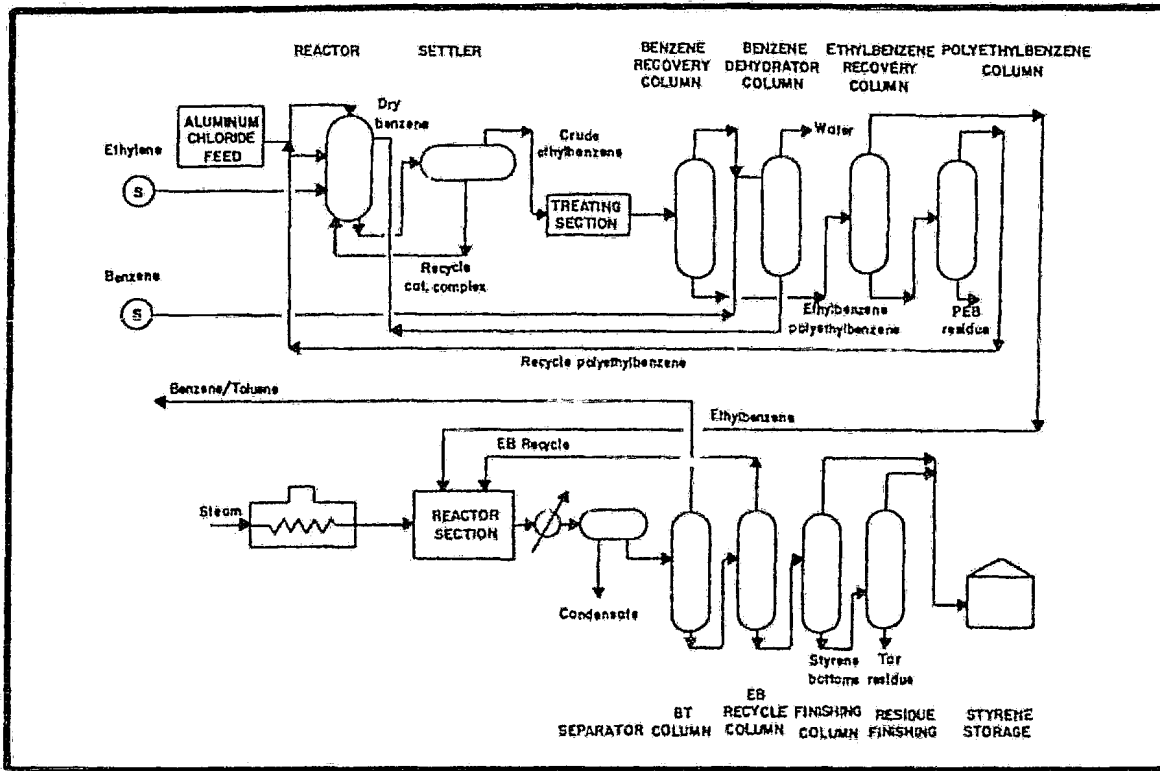 REACTOR
SETTLER
BENZENE
RECOVERY
COLUMN
BENZENE
DEHYDRATOR
COLUMN
ETHYLBENZENE
RECOVERY
COLUMN
POLYETHYLBENZENE
COLUMN
ALUMINUM
CHLORIDE
FEED
Dry
benzene
Crude
ethylbenzene
Water
Ethylene
S
TREATING
SECTION
Benzene
S
Recycle
cat. complex
Ethylbenzene
polyethylbenzene
PEB
residue
Recycle polyethylbenzene
Benzene/Toluene
Ethylbenzene
EB Recycle
Steam
REACTOR
SECTION
Condensate
Styrene
bottoms
Tar
residue
SEPARATOR
BT
COLUMN
EB
RECYCLE
COLUMN
FINISHING
COLUMN
RESIDUE
FINISHING
STYRENE
STORAGE